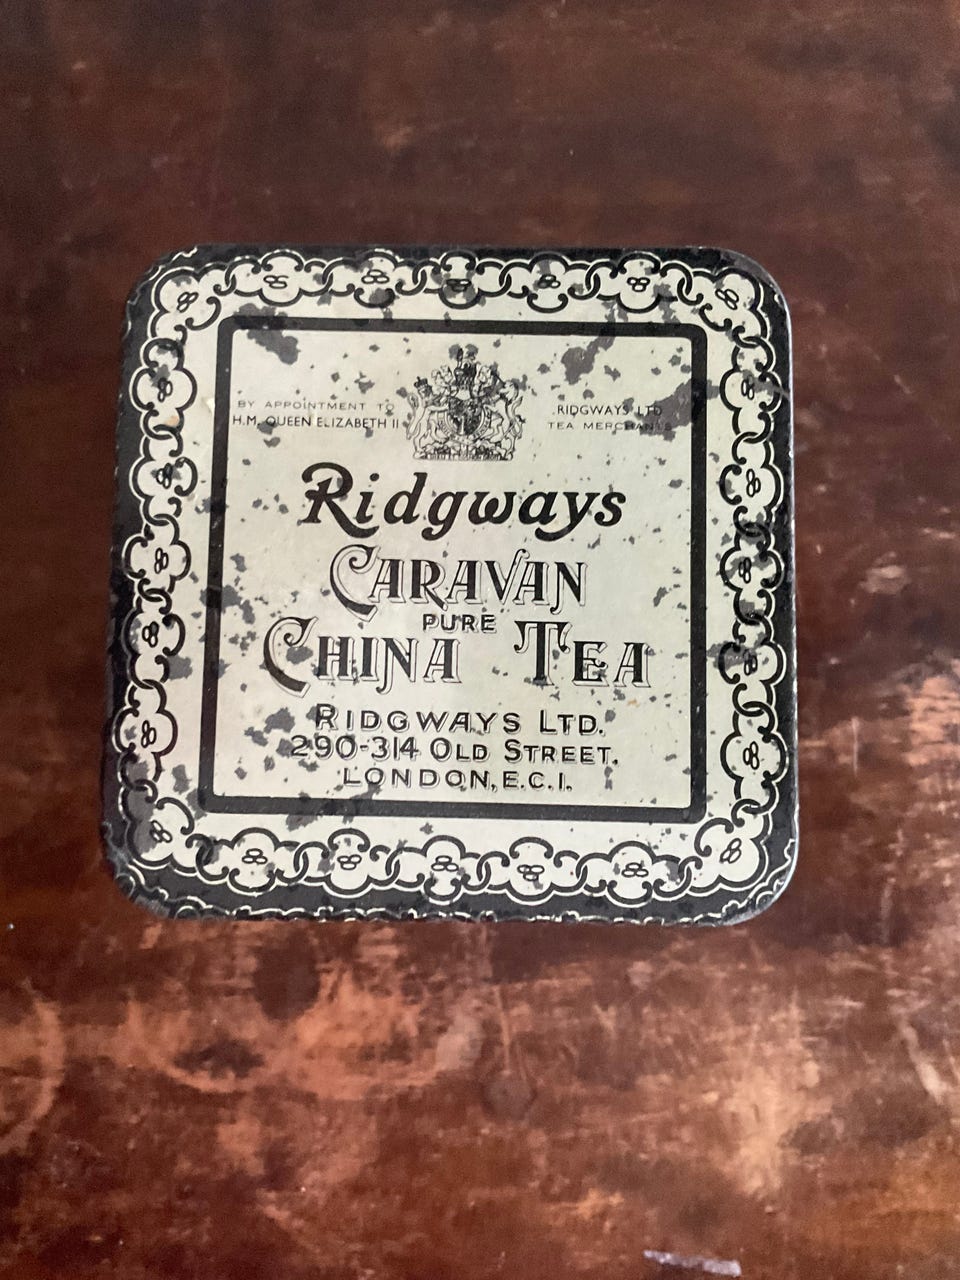 BY APPOINTMENT TO
H.M. QUEEN ELIZABETH II
RIDGWAYS LTD
TEA MERCHANTS
Ridgways
CARAVAN
PURE
CHINA TEA
RIDGWAYS LTD.
290-314 OLD STREET.
LONDON, E.C.1.